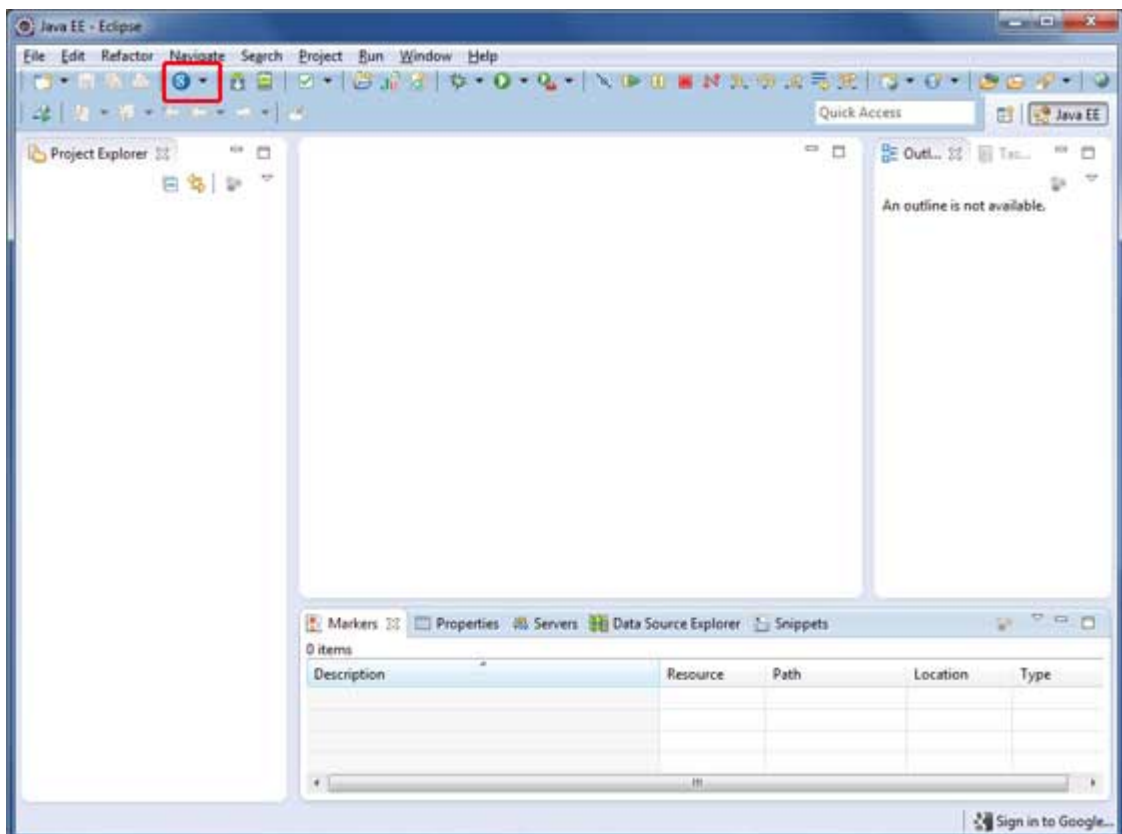 Java EE - Eclipse
File Edit Refactor Navigate Search Project Run Window Help
Quick Access
Java EE
Project Explorer
Outl...
Tas...
An outline is not available.
Markers Properties Servers Data Source Explorer Snippets
0 items
Description Resource Path Location Type
Sign in to Google...